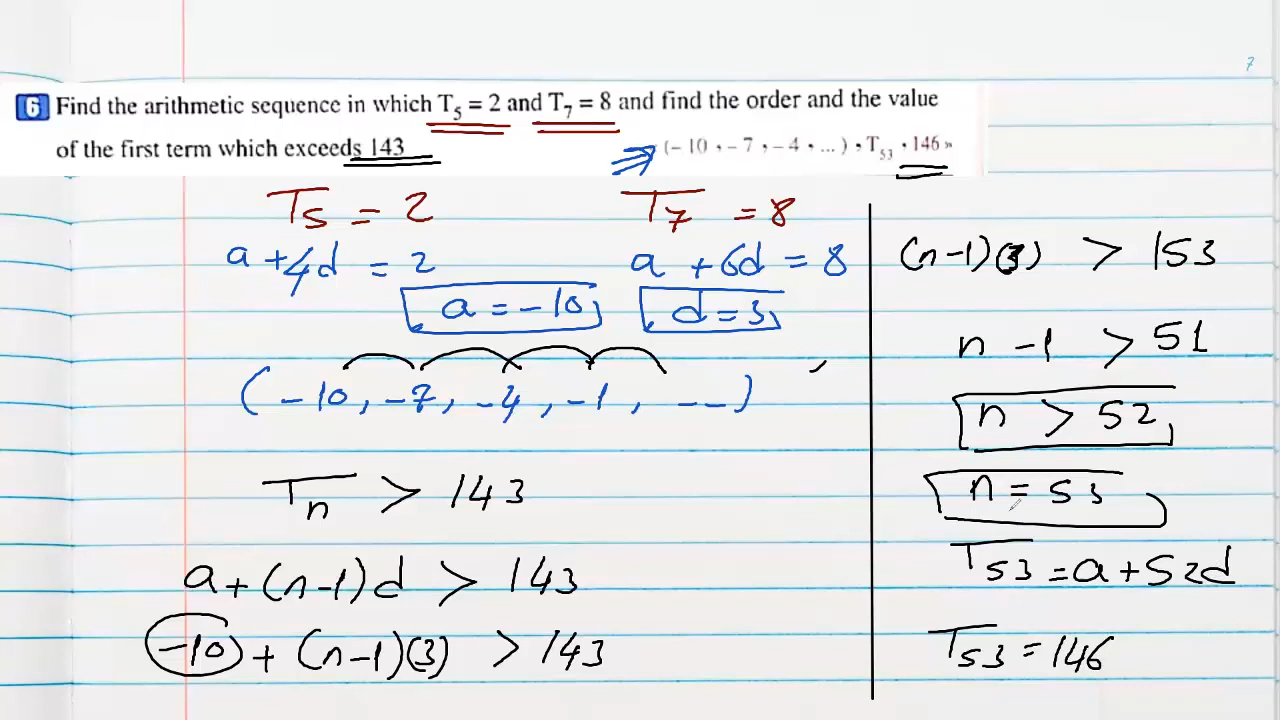 7
6 Find the arithmetic sequence in which T₅ = 2 and T₇ = 8 and find the order and the value
of the first term which exceeds 143 (– 10 , – 7 , – 4 , ...) , T₅₃ , 146 »
T₅ = 2
T₇ = 8
a + 4d = 2
a + 6d = 8
a = -10
d = 3
( -10 , -7 , -4 , -1 , -- ) ,
Tₙ > 143
a + (n-1)d > 143
-10 + (n-1)(3) > 143
(n-1)(3) > 153
n -1 > 51
n > 52
n = 53
T₅₃ = a + 52d
T₅₃ = 146